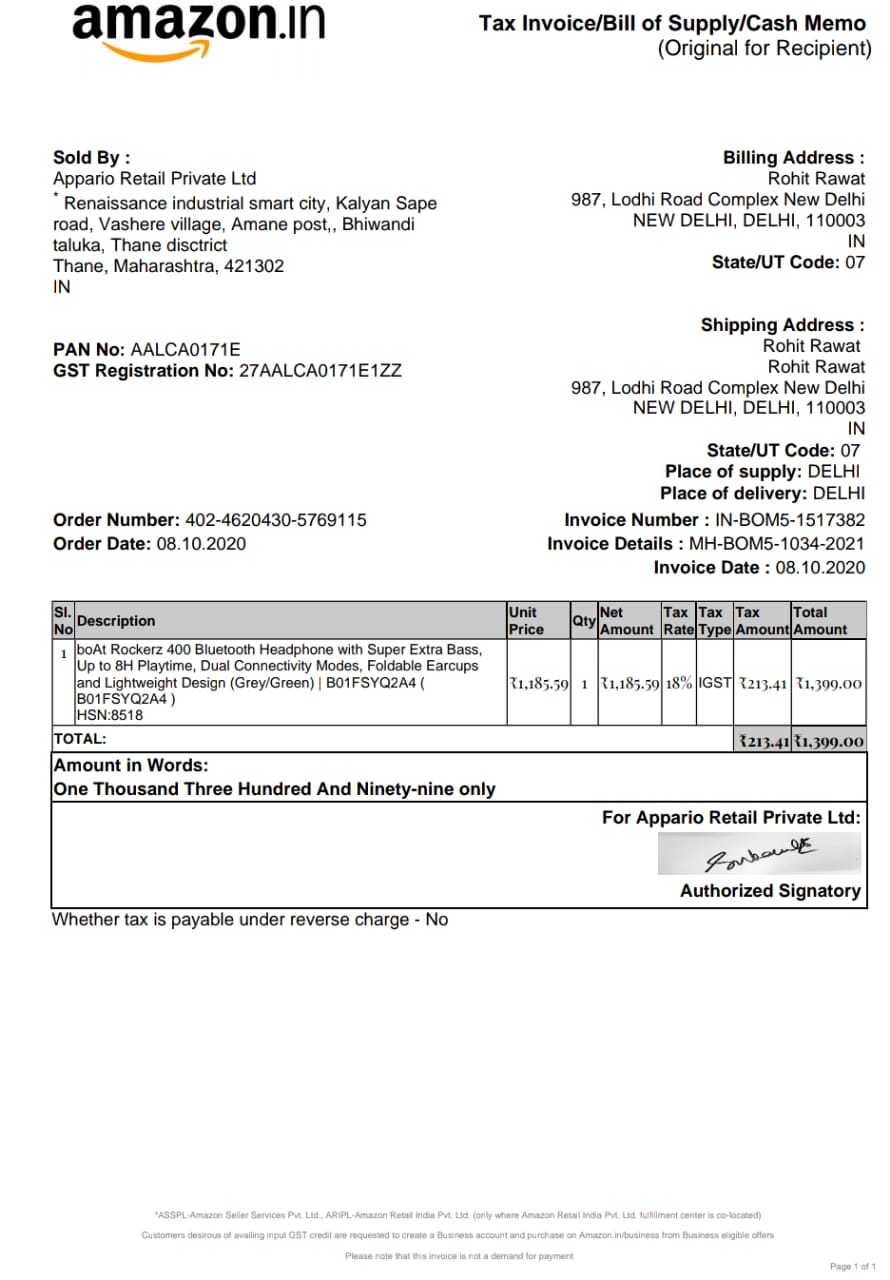 amazon.in
Tax Invoice/Bill of Supply/Cash Memo
(Original for Recipient)
Sold By :
Appario Retail Private Ltd
* Renaissance industrial smart city, Kalyan Sape
road, Vashere village, Amane post,, Bhiwandi
taluka, Thane disctrict
Thane, Maharashtra, 421302
IN
PAN No: AALCA0171E
GST Registration No: 27AALCA0171E1ZZ
Billing Address :
Rohit Rawat
987, Lodhi Road Complex New Delhi
NEW DELHI, DELHI, 110003
IN
State/UT Code: 07
Shipping Address :
Rohit Rawat
Rohit Rawat
987, Lodhi Road Complex New Delhi
NEW DELHI, DELHI, 110003
IN
State/UT Code: 07
Place of supply: DELHI
Place of delivery: DELHI
Order Number: 402-4620430-5769115
Order Date: 08.10.2020
Invoice Number : IN-BOM5-1517382
Invoice Details : MH-BOM5-1034-2021
Invoice Date : 08.10.2020
Sl. No Description Unit Price Qty Net Amount Tax Rate Tax Type Tax Amount Total Amount
1 boAt Rockerz 400 Bluetooth Headphone with Super Extra Bass,
Up to 8H Playtime, Dual Connectivity Modes, Foldable Earcups
and Lightweight Design (Grey/Green) | B01FSYQ2A4 (
B01FSYQ2A4 )
HSN:8518
₹1,185.59 1 ₹1,185.59 18% IGST ₹213.41 ₹1,399.00
TOTAL: ₹213.41 ₹1,399.00
Amount in Words:
One Thousand Three Hundred And Ninety-nine only
For Appario Retail Private Ltd:
Authorized Signatory
Whether tax is payable under reverse charge - No
*ASSPL-Amazon Seller Services Pvt. Ltd., ARIPL-Amazon Retail India Pvt. Ltd. (only where Amazon Retail India Pvt. Ltd. fulfillment center is co-located)
Customers desirous of availing input GST credit are requested to create a Business account and purchase on Amazon.in/business from Business eligible offers
Please note that this invoice is not a demand for payment
Page 1 of 1